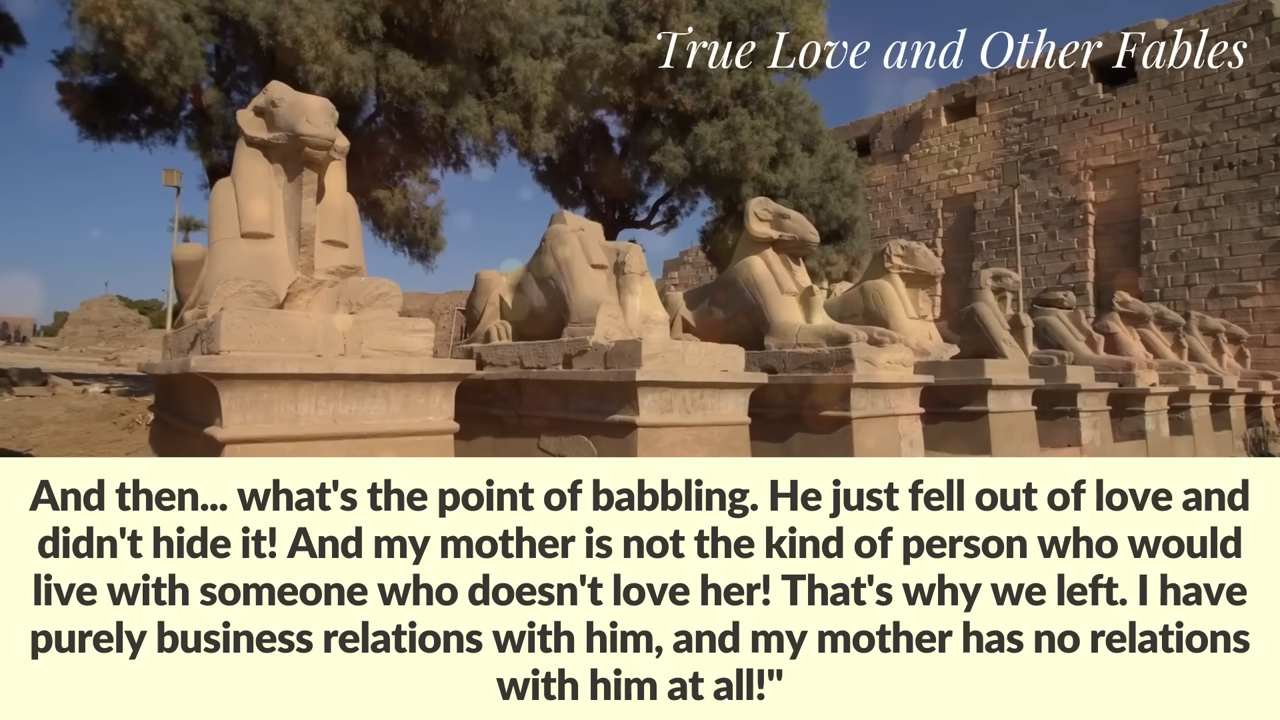 True Love and Other Fables
And then... what's the point of babbling. He just fell out of love and
didn't hide it! And my mother is not the kind of person who would
live with someone who doesn't love her! That's why we left. I have
purely business relations with him, and my mother has no relations
with him at all!"